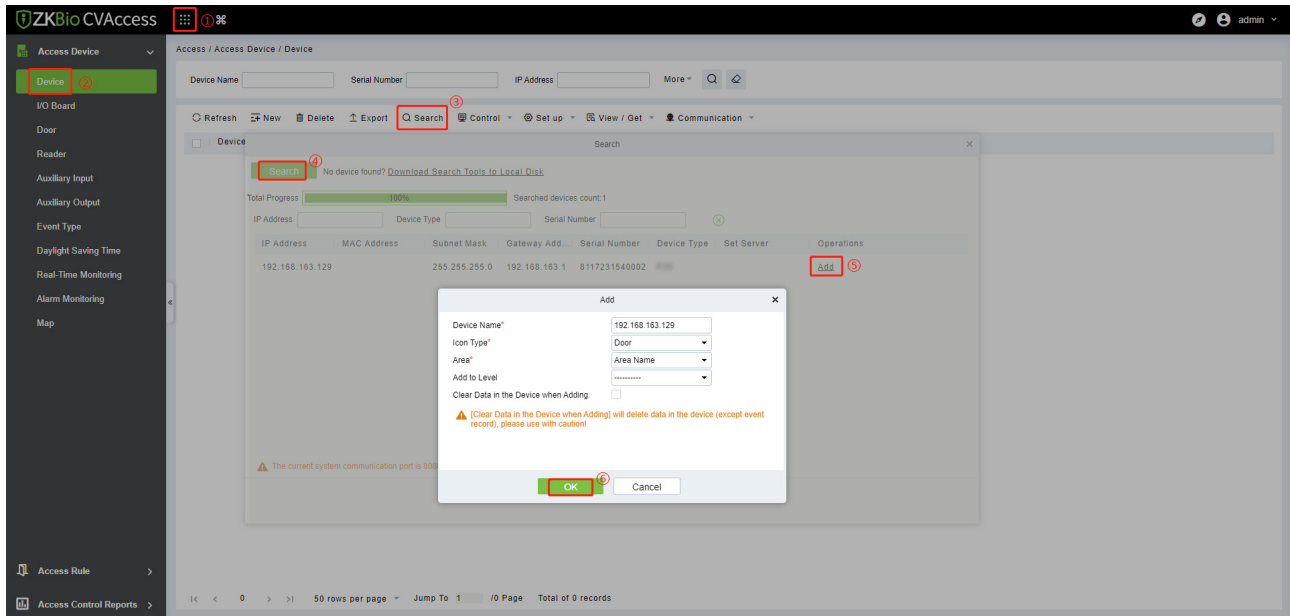 ZKBio CVAccess ① ⌘ admin
Access Device
Access / Access Device / Device
Device ②
Device Name Serial Number IP Address More
I/O Board
③
Refresh New Delete Export Search Control Set up View / Get Communication
Door
Device Search ×
Reader
④
Search No device found? Download Search Tools to Local Disk
Auxiliary Input
Total Progress 100% Searched devices count:1
Auxiliary Output
IP Address Device Type Serial Number
Event Type
IP Address MAC Address Subnet Mask Gateway Add... Serial Number Device Type Set Server Operations
Daylight Saving Time
192.168.163.129 255.255.255.0 192.168.163.1 8117231540002 Add ⑤
Real-Time Monitoring
Alarm Monitoring
Add ×
Map
Device Name* 192.168.163.129
Icon Type* Door
Area* Area Name
Add to Level ----------
Clear Data in the Device when Adding
[Clear Data in the Device when Adding] will delete data in the device (except event
record), please use with caution!
The current system communication port is
⑥
OK Cancel
Access Rule
Access Control Reports
0 50 rows per page Jump To 1 /0 Page Total of 0 records